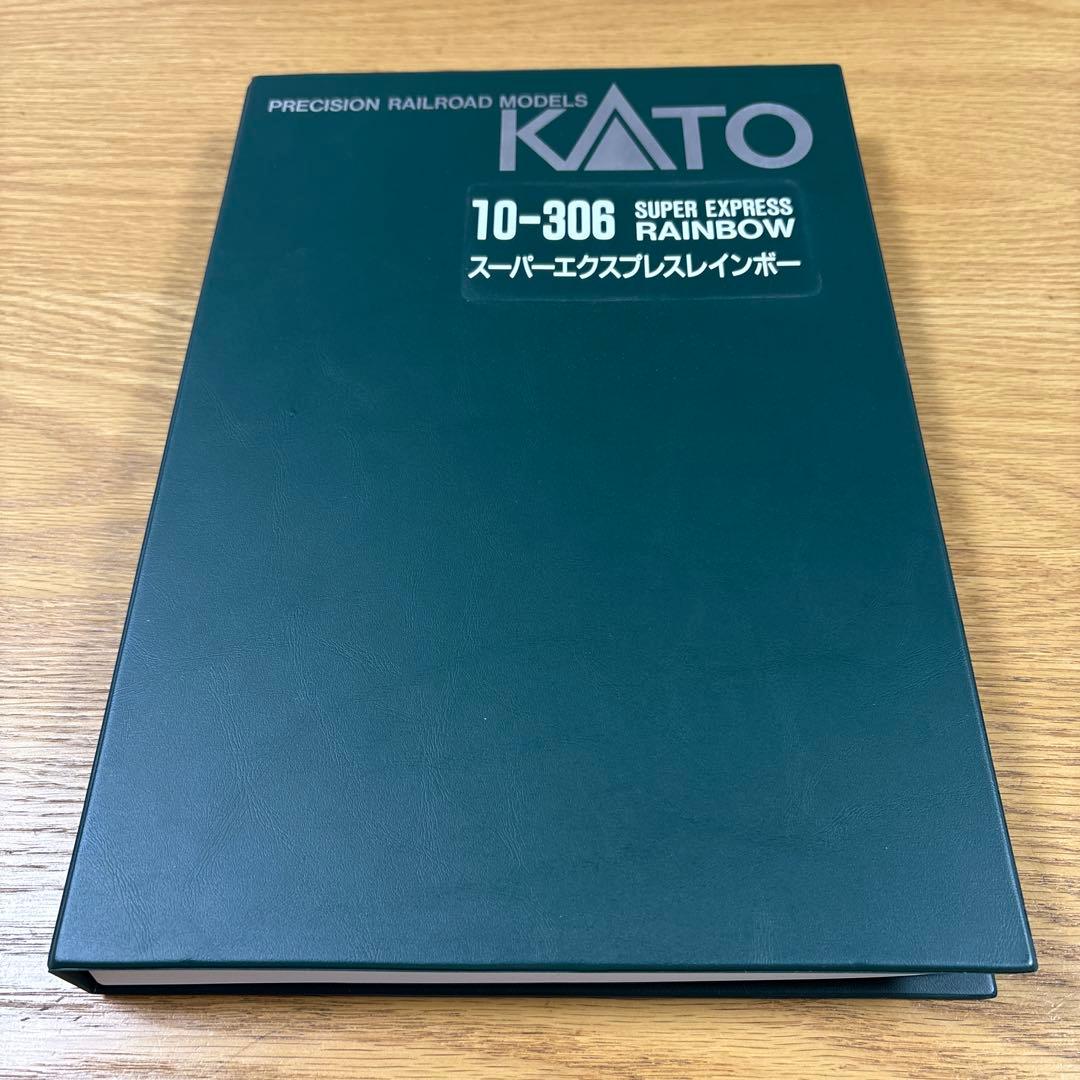 PRECISION RAILROAD MODELS
KATO
10-306 SUPER EXPRESS
RAINBOW
スーパーエクスプレスレインボー